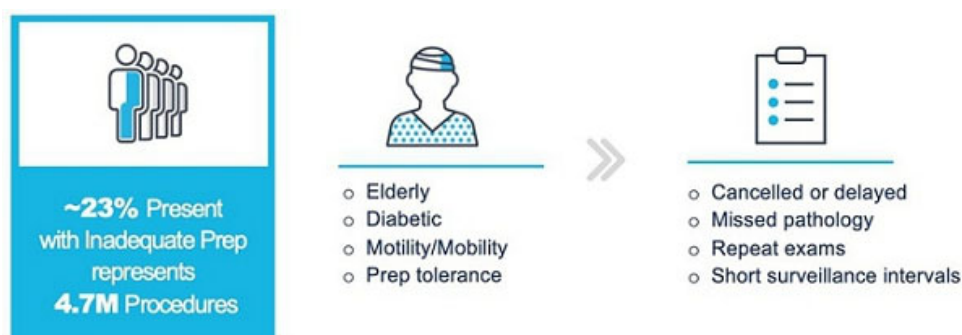 ~23% Present
with Inadequate Prep
represents
4.7M Procedures
Elderly
Diabetic
Motility/Mobility
Prep tolerance
Cancelled or delayed
Missed pathology
Repeat exams
Short surveillance intervals